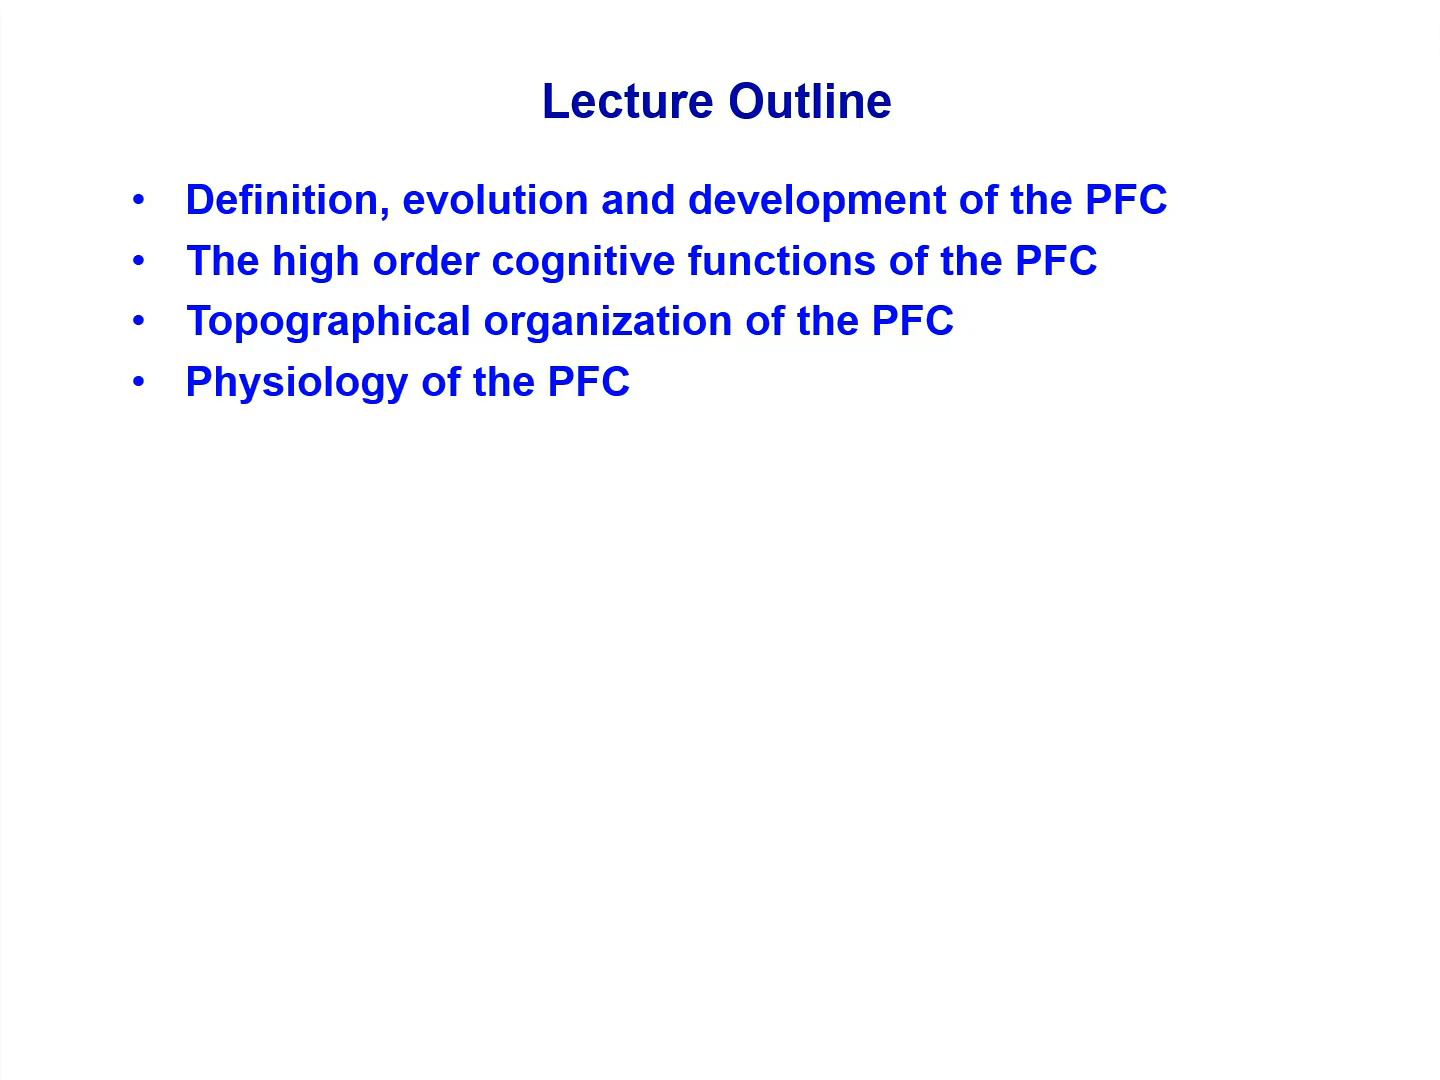 Lecture Outline
• Definition, evolution and development of the PFC
• The high order cognitive functions of the PFC
• Topographical organization of the PFC
• Physiology of the PFC